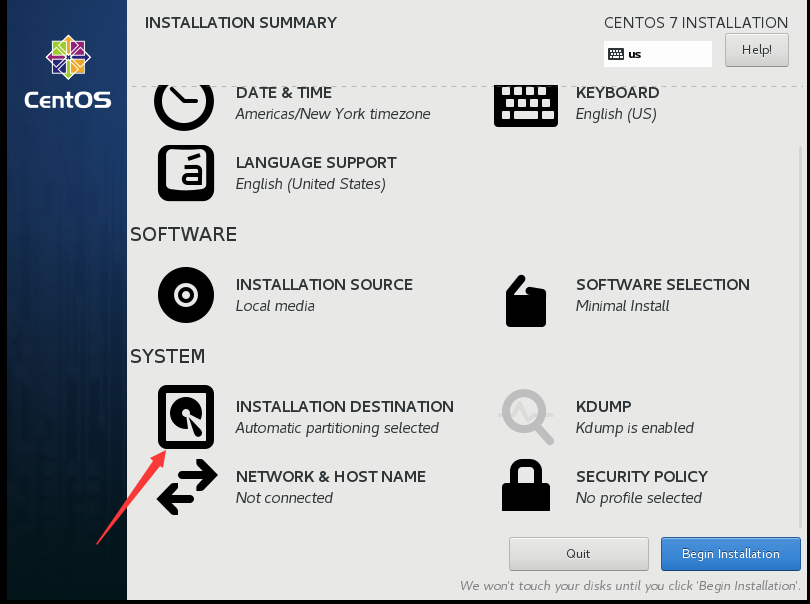 INSTALLATION SUMMARY
CENTOS 7 INSTALLATION
us
Help!
CentOS
DATE & TIME
Americas/New York timezone
KEYBOARD
English (US)
á
LANGUAGE SUPPORT
English (United States)
SOFTWARE
INSTALLATION SOURCE
Local media
SOFTWARE SELECTION
Minimal Install
SYSTEM
INSTALLATION DESTINATION
Automatic partitioning selected
KDUMP
Kdump is enabled
NETWORK & HOST NAME
Not connected
SECURITY POLICY
No profile selected
Quit
Begin Installation
We won't touch your disks until you click 'Begin Installation'.